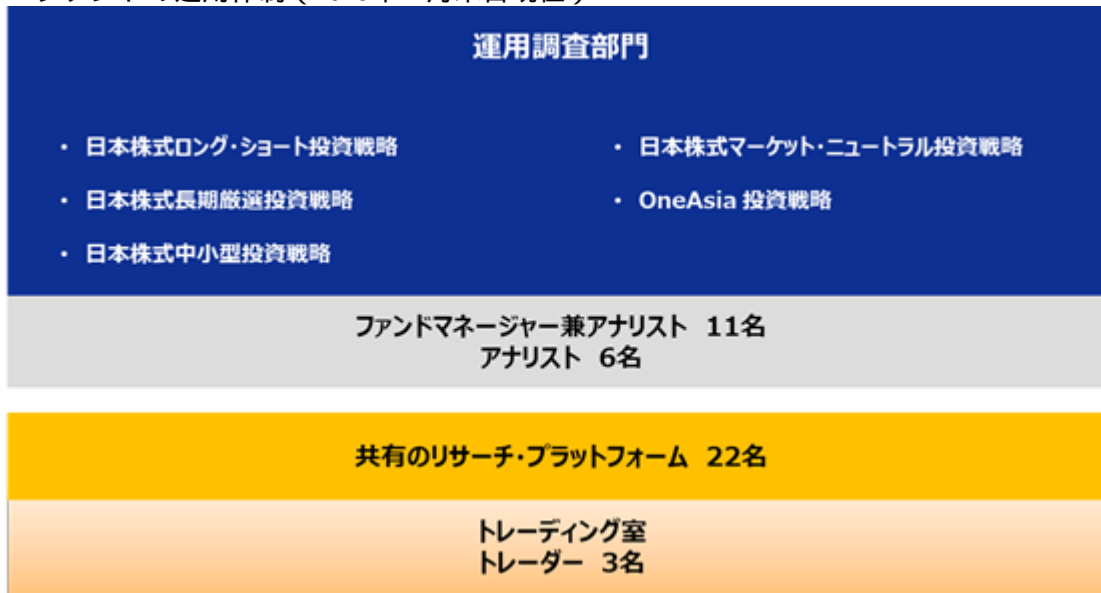 運用調査部門
・ 日本株式ロング・ショート投資戦略
・ 日本株式マーケット・ニュートラル投資戦略
・ 日本株式長期厳選投資戦略
・ OneAsia 投資戦略
・ 日本株式中小型投資戦略
ファンドマネージャー兼アナリスト 11名
アナリスト 6名
共有のリサーチ・プラットフォーム 22名
トレーディング室
トレーダー 3名